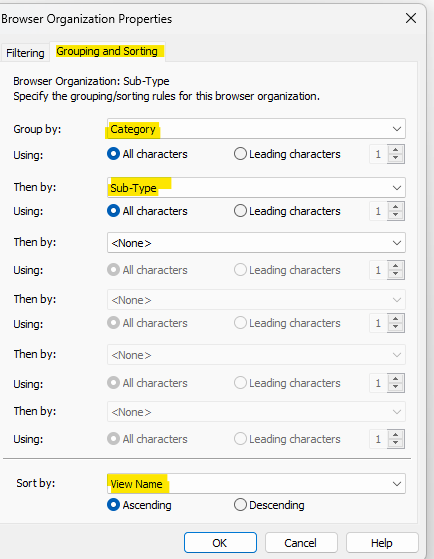 Browser Organization Properties
Filtering
Grouping and Sorting
Browser Organization: Sub-Type
Specify the grouping/sorting rules for this browser organization.
Group by: Category
Using: All characters Leading characters 1
Then by: Sub-Type
Using: All characters Leading characters 1
Then by: <None>
Using: All characters Leading characters 1
Then by: <None>
Using: All characters Leading characters 1
Then by: <None>
Using: All characters Leading characters 1
Then by: <None>
Using: All characters Leading characters 1
Sort by: View Name
Ascending Descending
OK Cancel Help